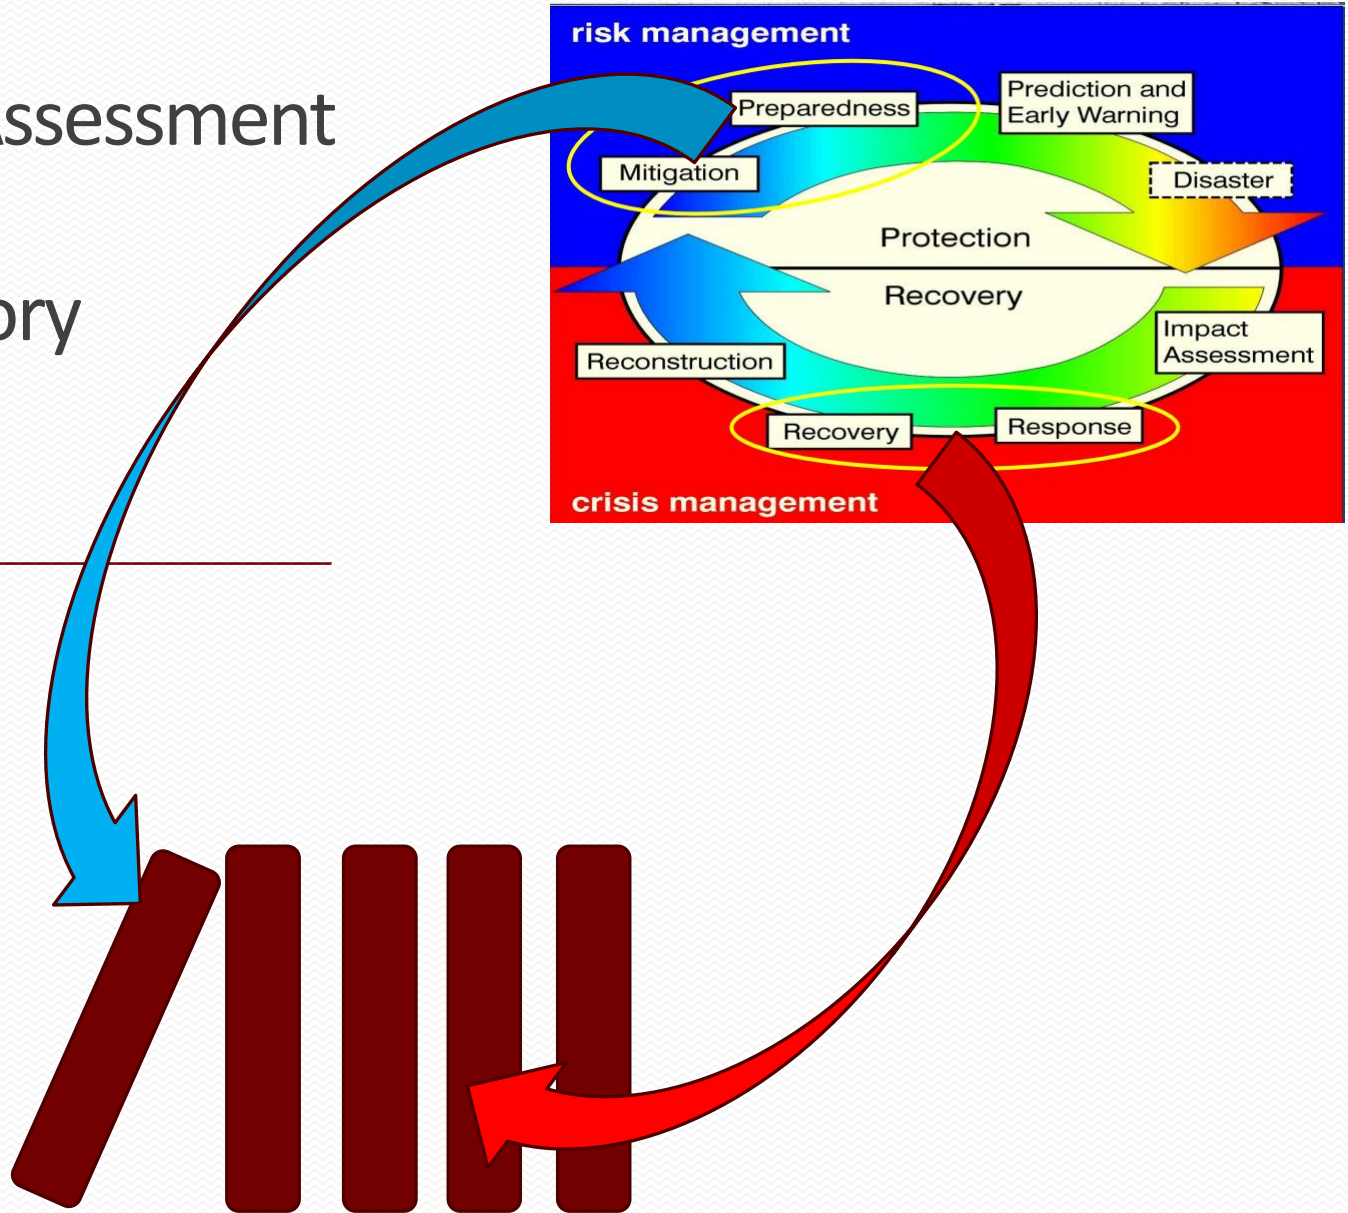 Assessment
ory
risk management
Preparedness
Prediction and
Early Warning
Mitigation
Disaster
Protection
Recovery
Impact
Assessment
Reconstruction
Recovery
Response
crisis management